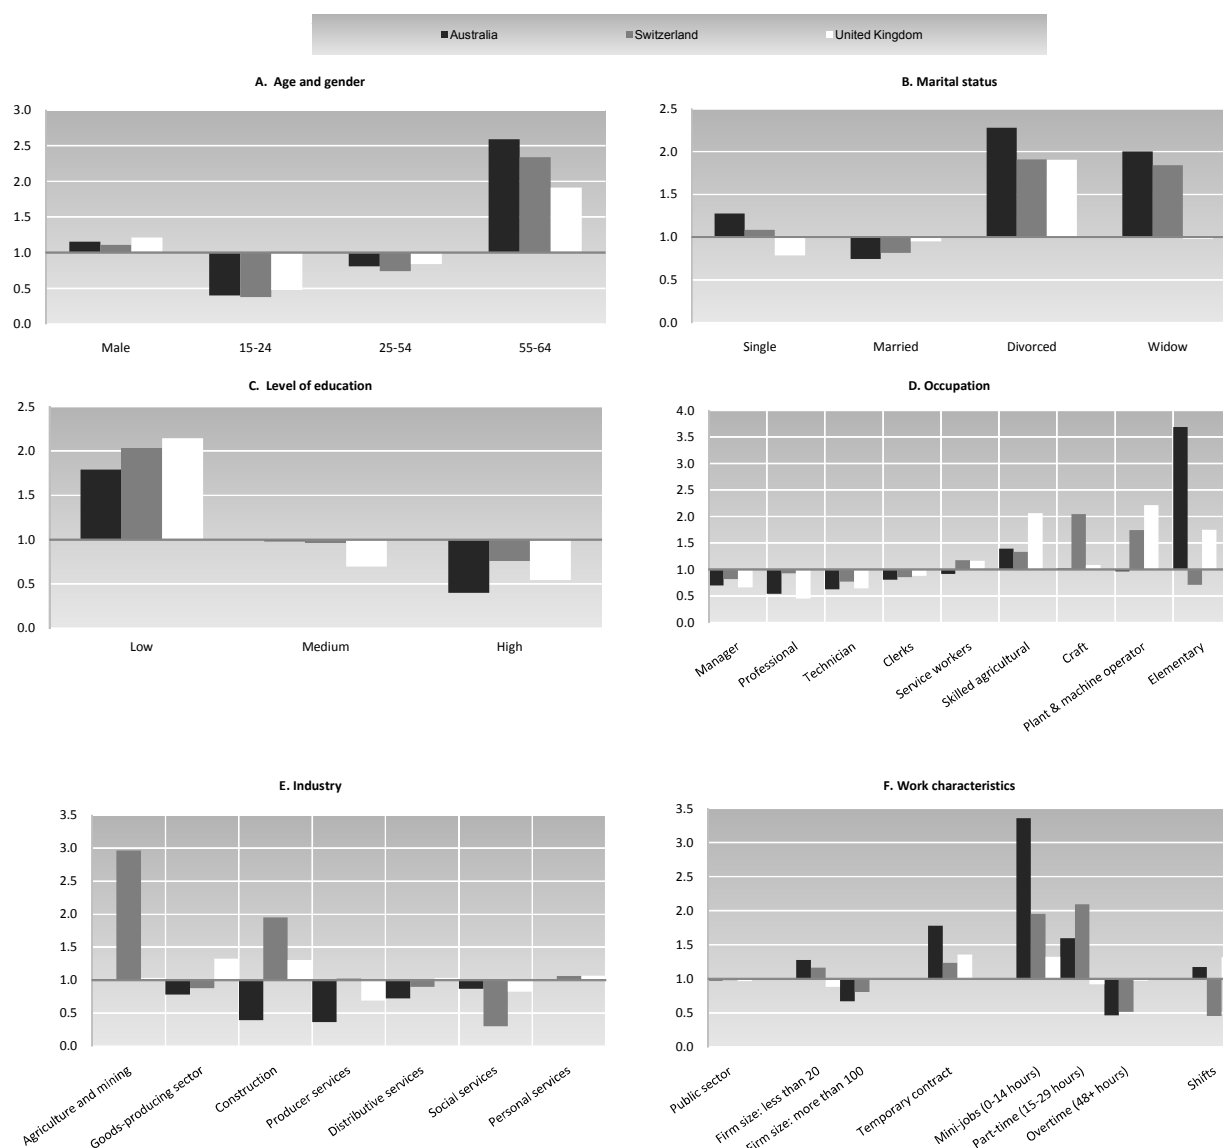 Australia Switzerland United Kingdom
A. Age and gender
3.0
2.5
2.0
1.5
1.0
0.5
0.0
Male 15-24 25-54 55-64
B. Marital status
2.5
2.0
1.5
1.0
0.5
0.0
Single Married Divorced Widow
C. Level of education
2.5
2.0
1.5
1.0
0.5
0.0
Low Medium High
D. Occupation
4.0
3.5
3.0
2.5
2.0
1.5
1.0
0.5
0.0
Manager
Professional
Technician
Clerks
Service workers
Skilled agricultural
Craft
Plant & machine operator
Elementary
E. Industry
3.5
3.0
2.5
2.0
1.5
1.0
0.5
0.0
Agriculture and mining
Goods-producing sector
Construction
Producer services
Distributive services
Social services
Personal services
F. Work characteristics
3.5
3.0
2.5
2.0
1.5
1.0
0.5
0.0
Public sector
Firm size: less than 20
Firm size: more than 100
Temporary contract
Mini-jobs (0-14 hours)
Part-time (15-29 hours)
Overtime (48+ hours)
Shifts